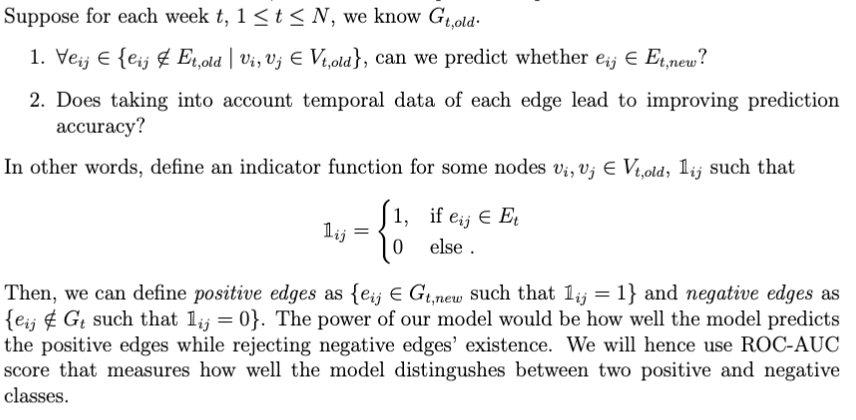 Suppose for each week t, 1 ≤ t ≤ N, we know G_{t,old}.
1. ∀e_{ij} ∈ {e_{ij} ∉ E_{t,old} | v_i, v_j ∈ V_{t,old}}, can we predict whether e_{ij} ∈ E_{t,new}?
2. Does taking into account temporal data of each edge lead to improving prediction
accuracy?
In other words, define an indicator function for some nodes v_i, v_j ∈ V_{t,old}, 𝟙_{ij} such that
𝟙_{ij} = { 1, if e_{ij} ∈ E_t
0 else .
Then, we can define positive edges as {e_{ij} ∈ G_{t,new} such that 𝟙_{ij} = 1} and negative edges as
{e_{ij} ∉ G_t such that 𝟙_{ij} = 0}. The power of our model would be how well the model predicts
the positive edges while rejecting negative edges' existence. We will hence use ROC-AUC
score that measures how well the model distingushes between two positive and negative
classes.